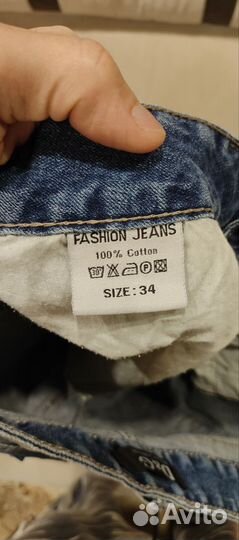 FASHION JEANS
100% Cotton
SIZE: 34
Avito